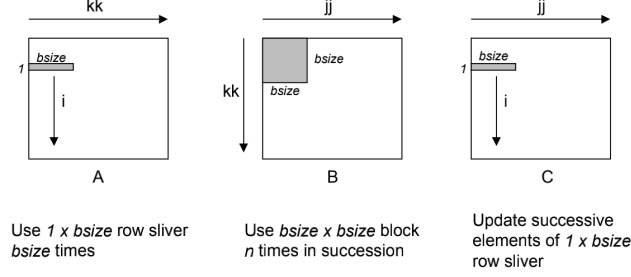 kk
jj
jj
bsize
1
i
kk
bsize
bsize
bsize
1
i
A
B
C
Use 1 x bsize row sliver
bsize times
Use bsize x bsize block
n times in succession
Update successive
elements of 1 x bsize
row sliver